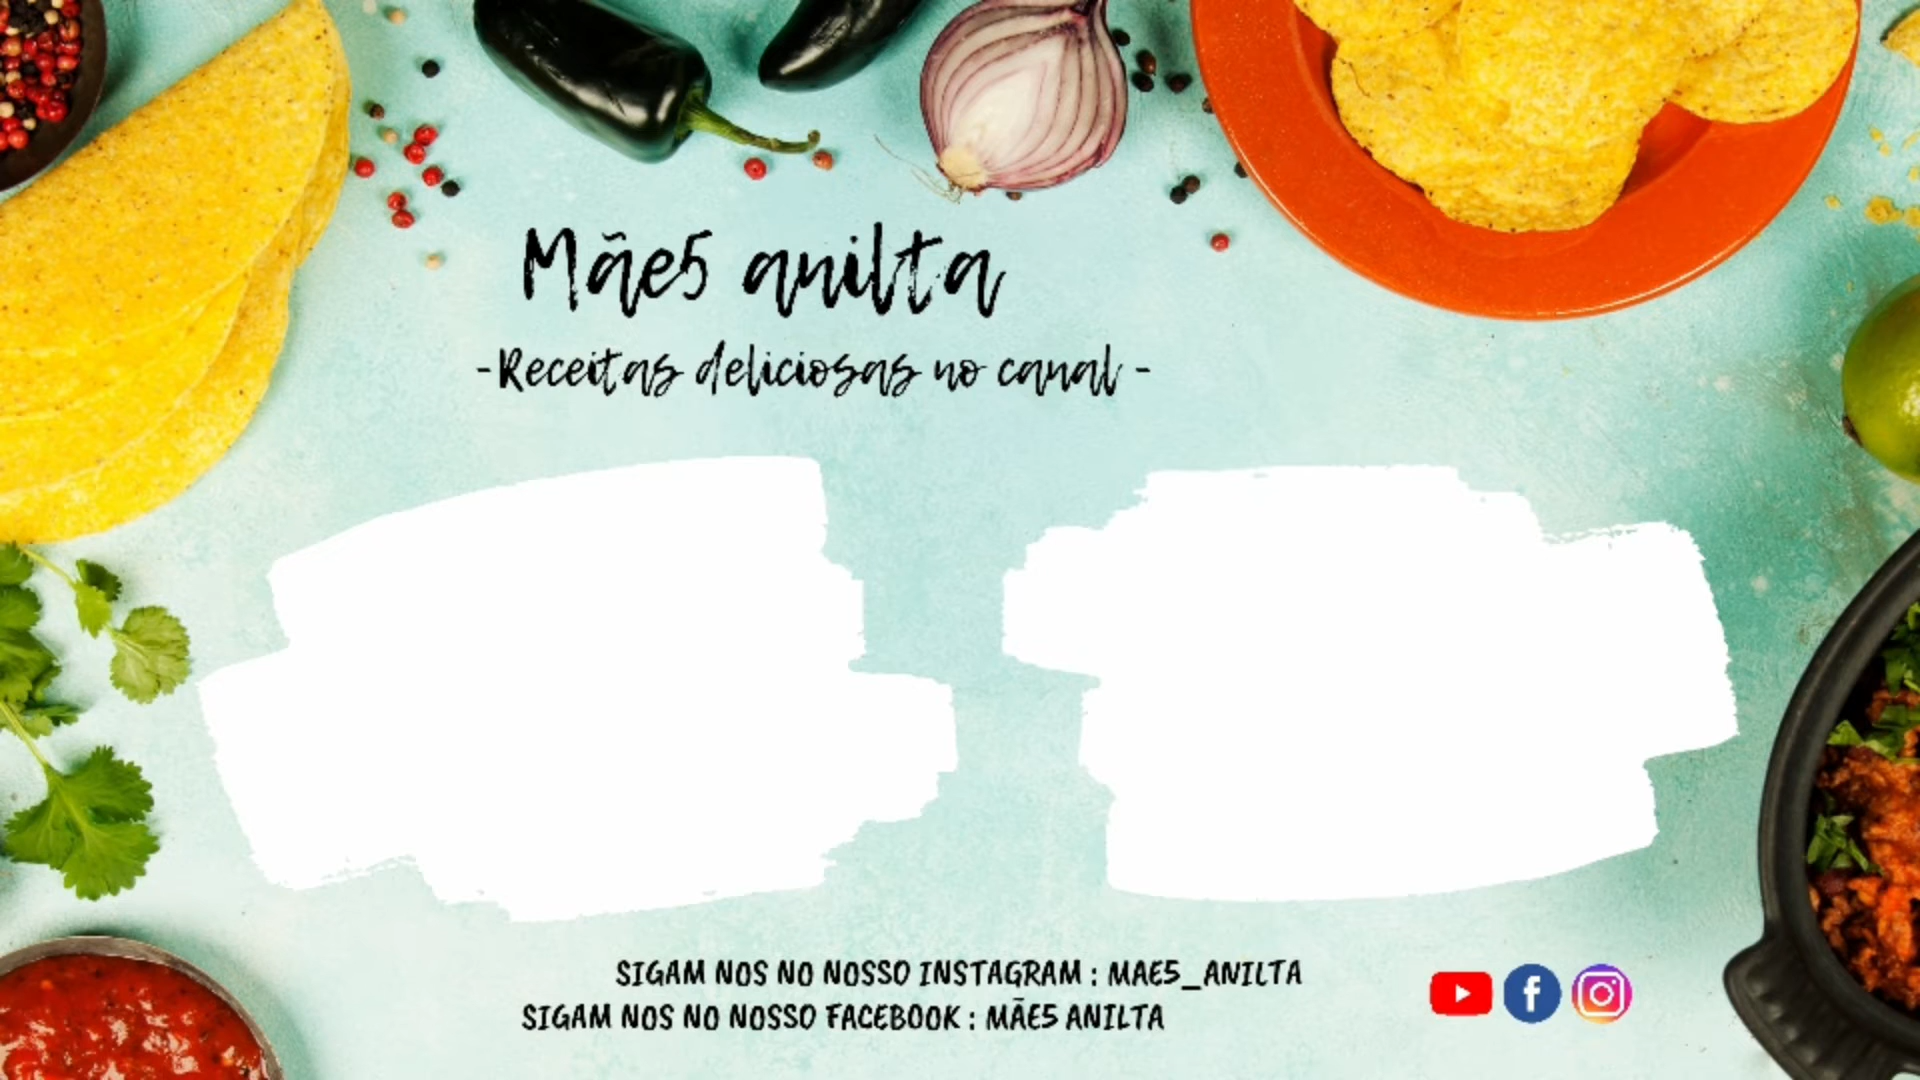 Mãe5 anilta
-Receitas deliciosas no canal -
SIGAM NOS NO NOSSO INSTAGRAM : MAE5_ANILTA
SIGAM NOS NO NOSSO FACEBOOK : MÃE5 ANILTA